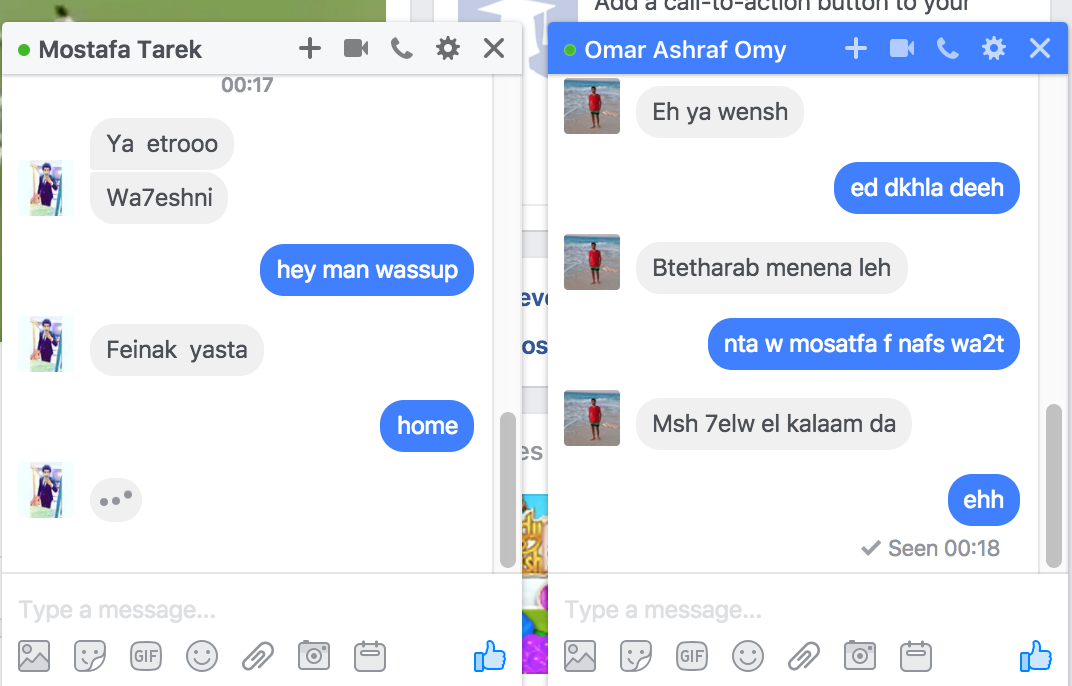 Add a call-to-action button to your
Mostafa Tarek
00:17
Ya etrooo
Wa7eshni
hey man wassup
Feinak yasta
home
Type a message...
GIF
Omar Ashraf Omy
Eh ya wensh
ed dkhla deeh
Btetharab menena leh
nta w mosatfa f nafs wa2t
Msh 7elw el kalaam da
ehh
Seen 00:18
Type a message...
GIF